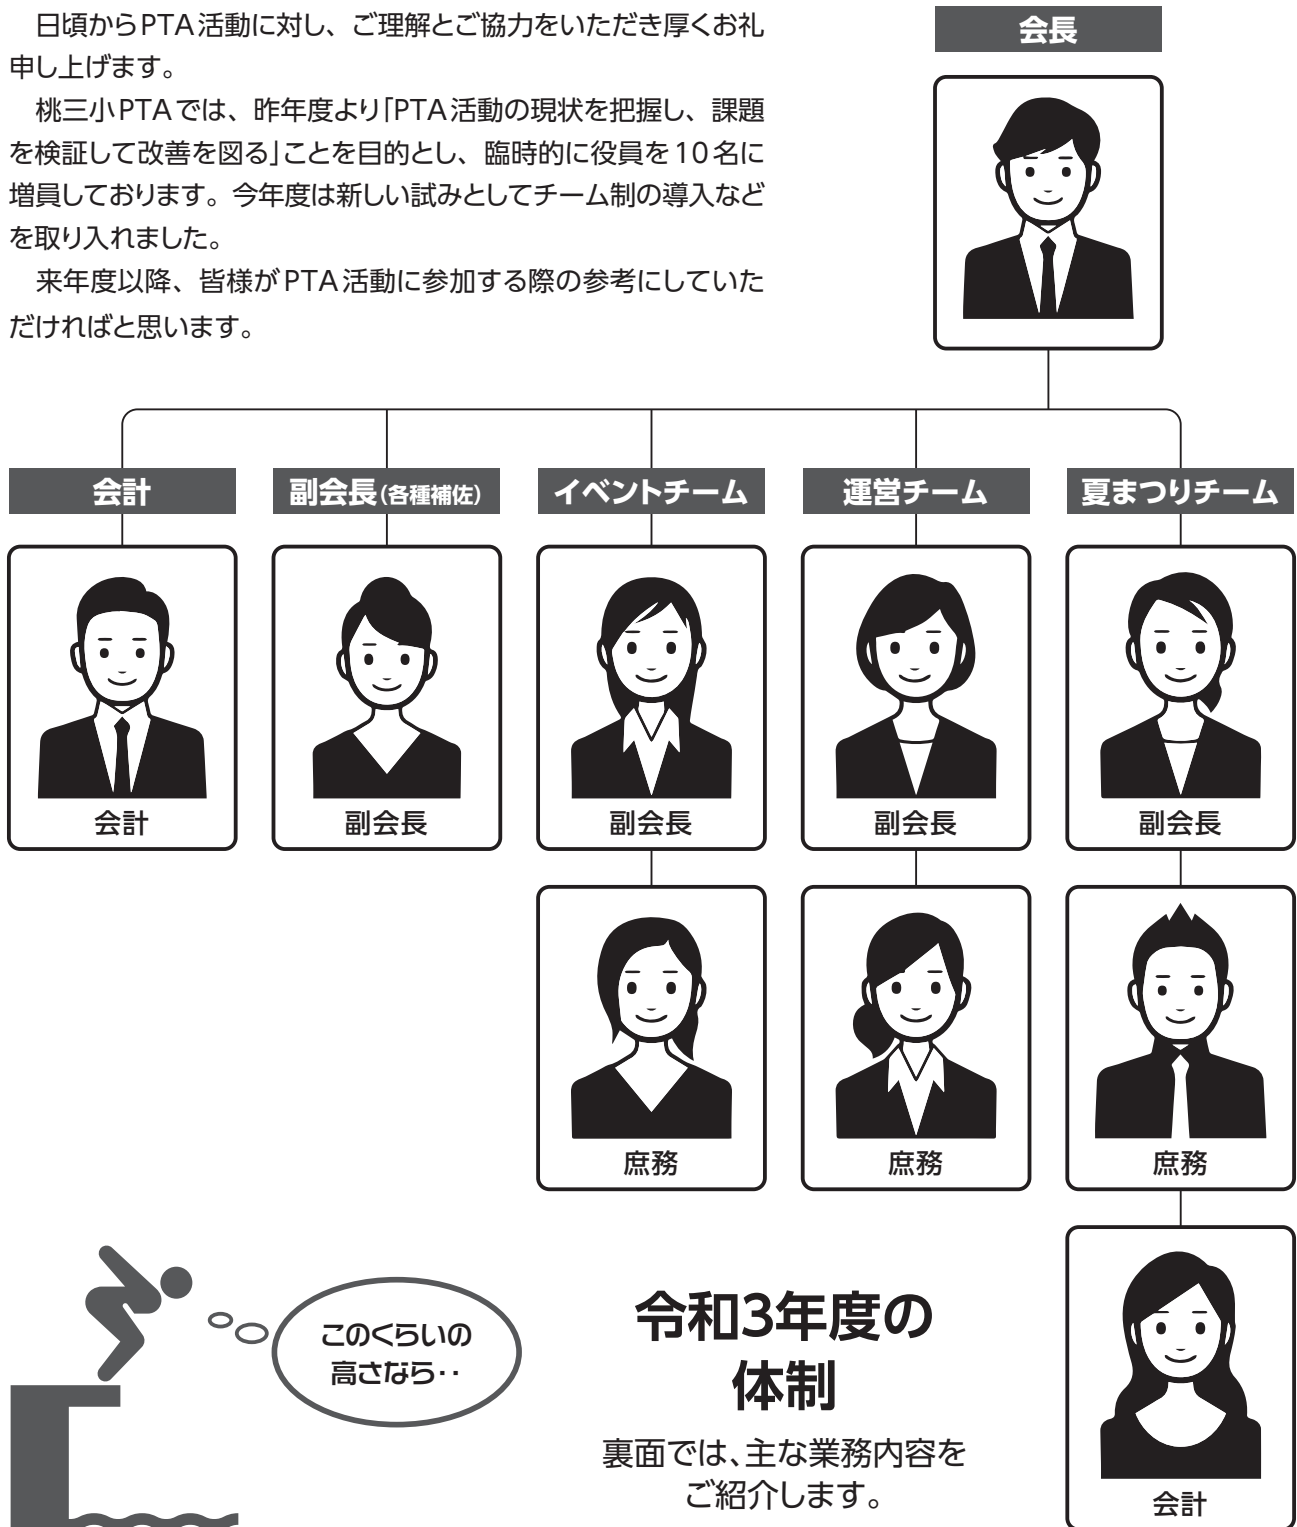 日頃からPTA活動に対し、ご理解とご協力をいただき厚くお礼
申し上げます。
桃三小PTAでは、昨年度より「PTA活動の現状を把握し、課題
を検証して改善を図る」ことを目的とし、臨時的に役員を10名に
増員しております。今年度は新しい試みとしてチーム制の導入など
を取り入れました。
来年度以降、皆様がPTA活動に参加する際の参考にしていた
だければと思います。
会長
会計
副会長(各種補佐)
イベントチーム
運営チーム
夏まつりチーム
会計
副会長
副会長
副会長
副会長
庶務
庶務
庶務
会計
このくらいの
高さなら‥
令和3年度の
体制
裏面では、主な業務内容を
ご紹介します。